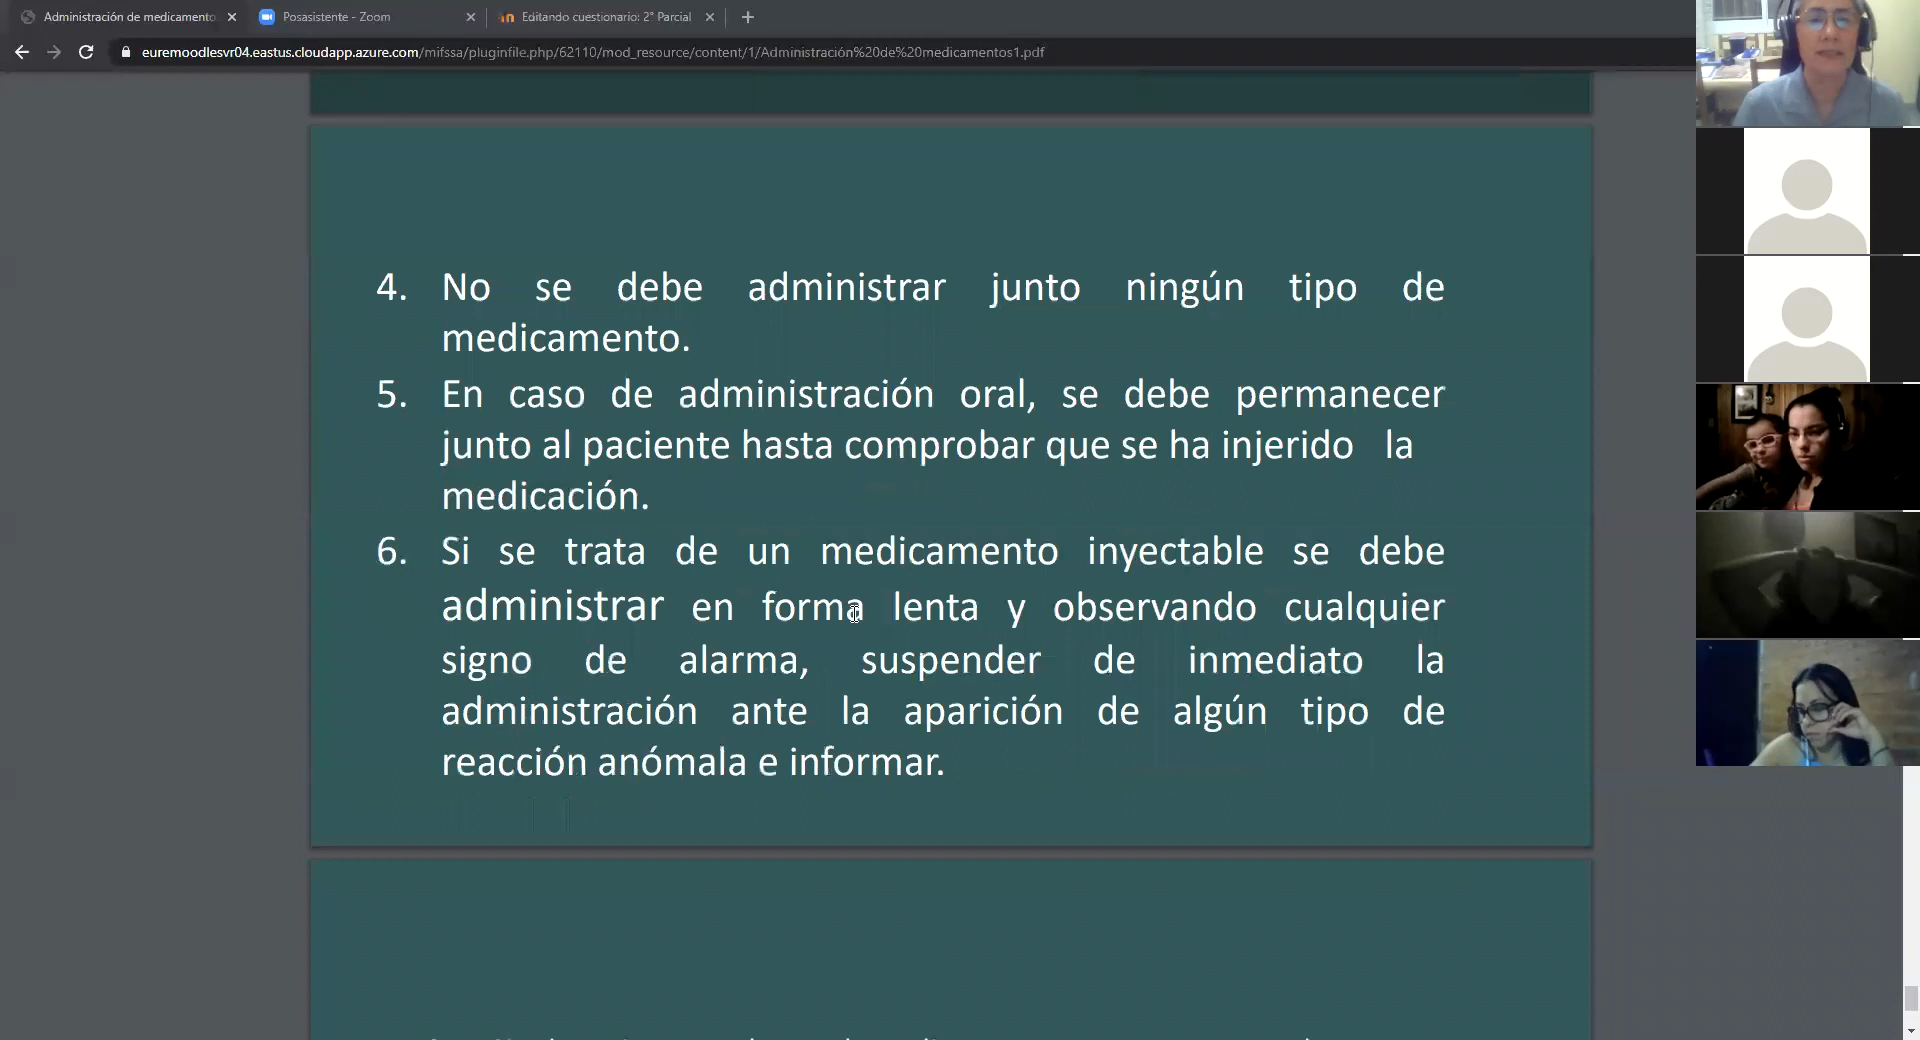 Administración de medicamento
Posasistente - Zoom
Editando cuestionario: 2° Parcial
euremoodlesvr04.eastus.cloudapp.azure.com/mifssa/pluginfile.php/62110/mod_resource/content/1/Administración%20de%20medicamentos1.pdf
4. No se debe administrar junto ningún tipo de
medicamento.
5. En caso de administración oral, se debe permanecer
junto al paciente hasta comprobar que se ha injerido la
medicación.
6. Si se trata de un medicamento inyectable se debe
administrar en forma lenta y observando cualquier
signo de alarma, suspender de inmediato la
administración ante la aparición de algún tipo de
reacción anómala e informar.